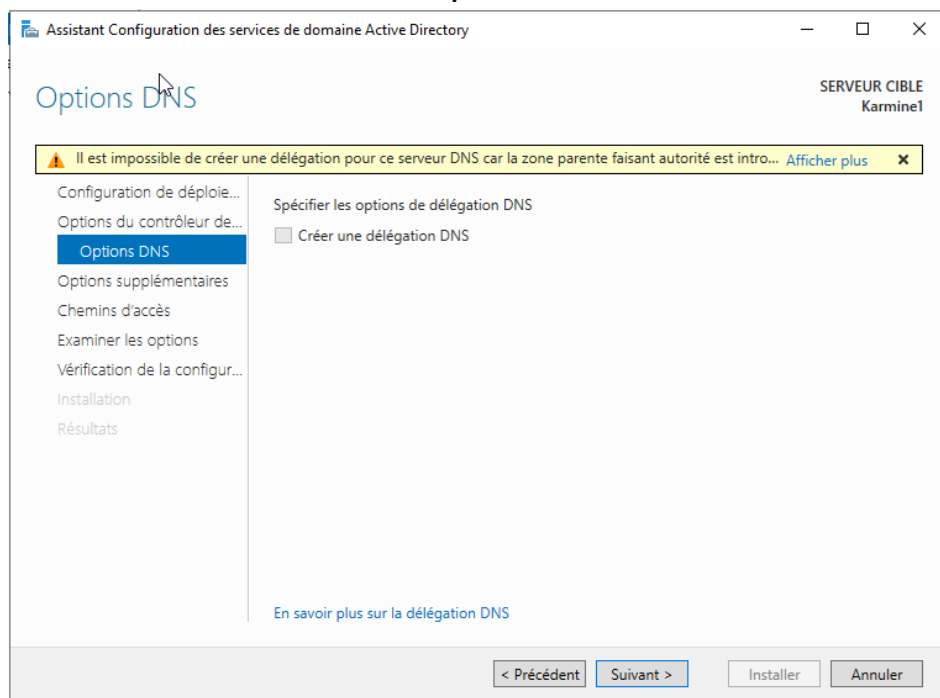 Assistant Configuration des services de domaine Active Directory
Options DNS
SERVEUR CIBLE
Karmine1
Il est impossible de créer une délégation pour ce serveur DNS car la zone parente faisant autorité est intro... Afficher plus
Configuration de déploie...
Options du contrôleur de...
Options DNS
Options supplémentaires
Chemins d'accès
Examiner les options
Vérification de la configur...
Installation
Résultats
Spécifier les options de délégation DNS
Créer une délégation DNS
En savoir plus sur la délégation DNS
< Précédent Suivant > Installer Annuler